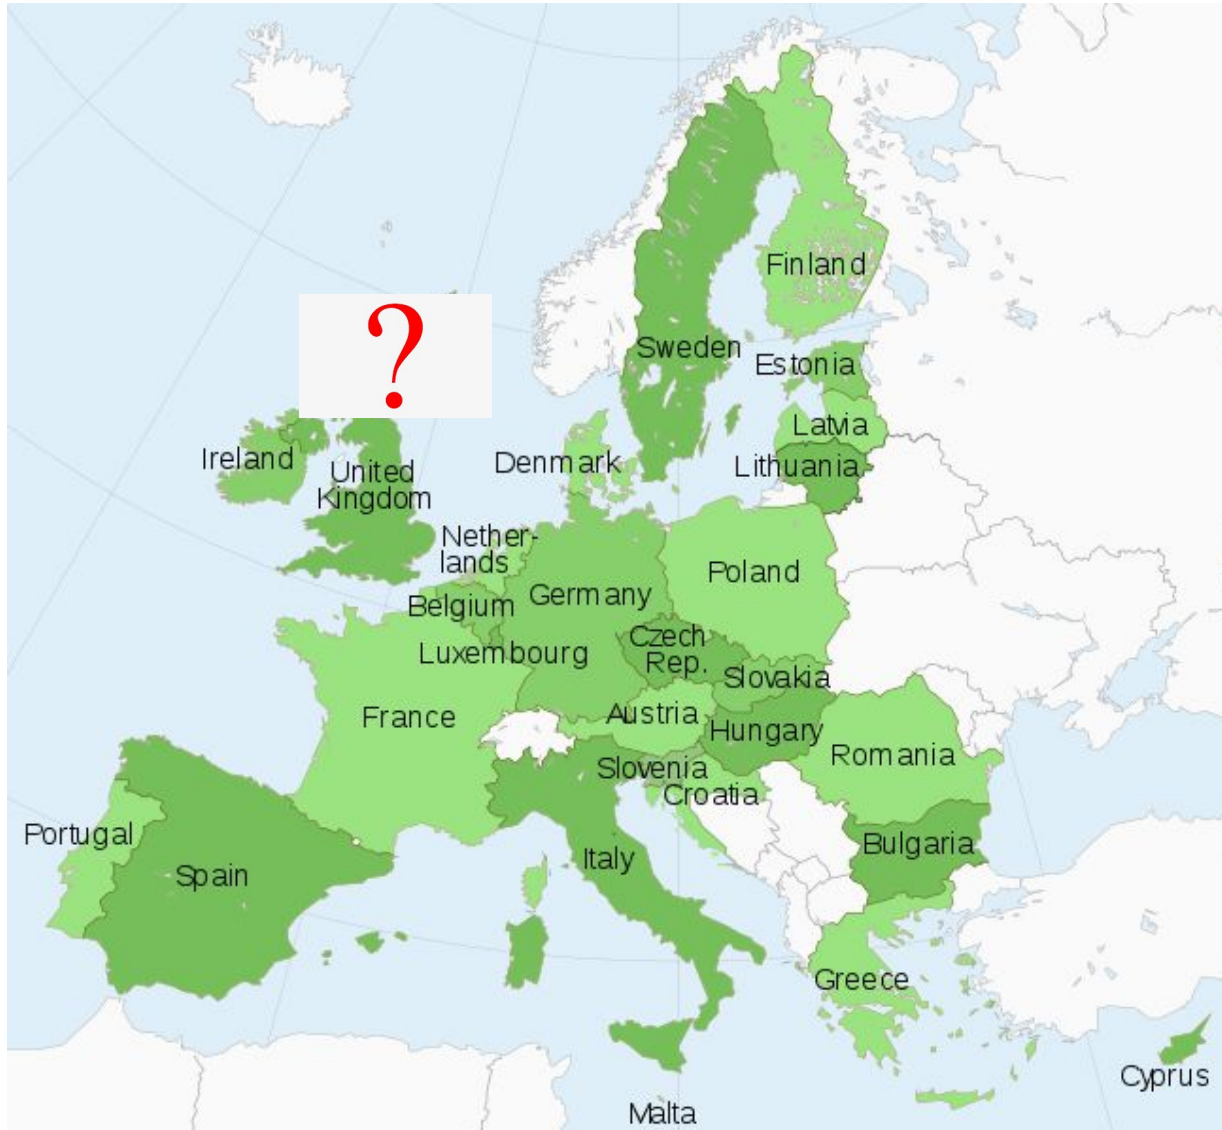 ?
Finland
Sweden
Estonia
Latvia
Ireland
Denmark
Lithuania
United
Kingdom
Nether-
lands
Poland
Germany
Belgium
Czech
Rep.
Luxembourg
Slovakia
France
Austria
Hungary
Romania
Slovenia
Croatia
Portugal
Bulgaria
Italy
Spain
Greece
Cyprus
Malta